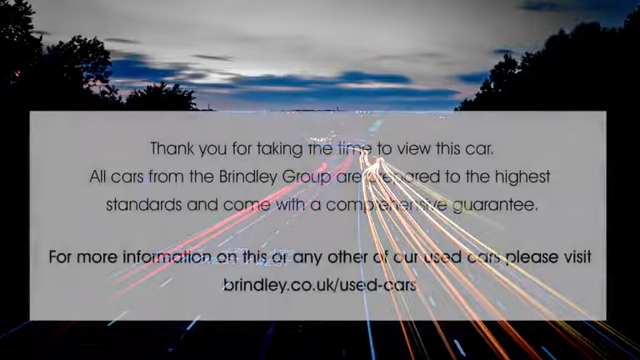 Thank you for taking the time to view this car.
All cars from the Brindley Group are prepared to the highest
standards and come with a comprehensive guarantee.
For more information on this or any other of our used cars please visit
brindley.co.uk/used-cars